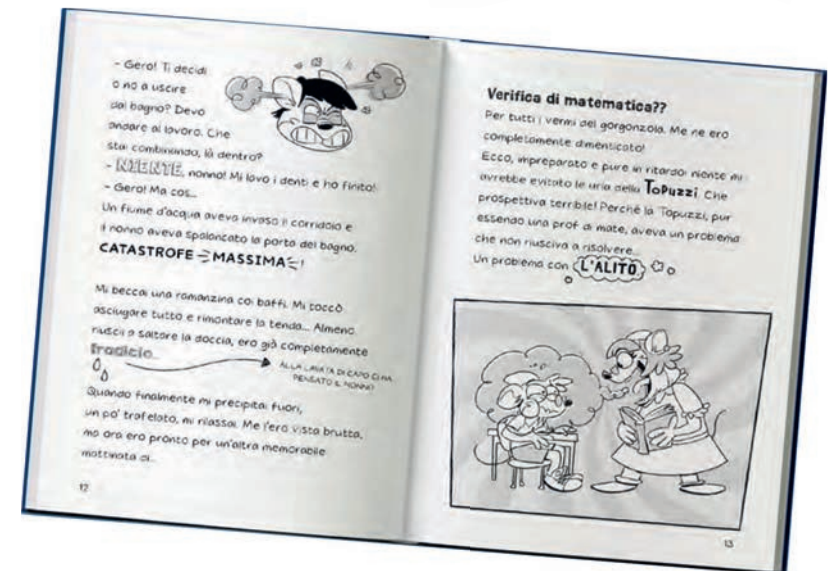 - Gero! Ti decidi
o no a uscire
dal bagno? Devo
andare al lavoro. Che
stai combinando, là dentro?
- NIENTE, nonno! Mi lavo i denti e ho finito!
- Gero! Ma cos...
Un fiume d'acqua aveva invaso il corridoio e
il nonno aveva spalancato la porta del bagno.
CATASTROFE MASSIMA!
Mi beccai una ramanzina coi baffi. Mi toccò
asciugare tutto e rimontare la tenda... Almeno
riuscii a saltare la doccia, ero già completamente
fradicio...
ALLA LAVATA DI CAPO CI HA
PENSATO IL NONNO
Quando finalmente mi precipitai fuori,
un po' trafelato, mi rilassai. Me l'ero vista brutta,
ma ora ero pronto per un'altra memorabile
mattinata di...
12
Verifica di matematica??
Per tutti i vermi del gorgonzola. Me ne ero
completamente dimenticato!
Ecco, impreparato e pure in ritardo: niente mi
avrebbe evitato le urla della ToPuzzi. Che
prospettiva terribile! Perché la Topuzzi, pur
essendo una prof di mate, aveva un problema
che non riusciva a risolvere...
Un problema con L'ALITO
13